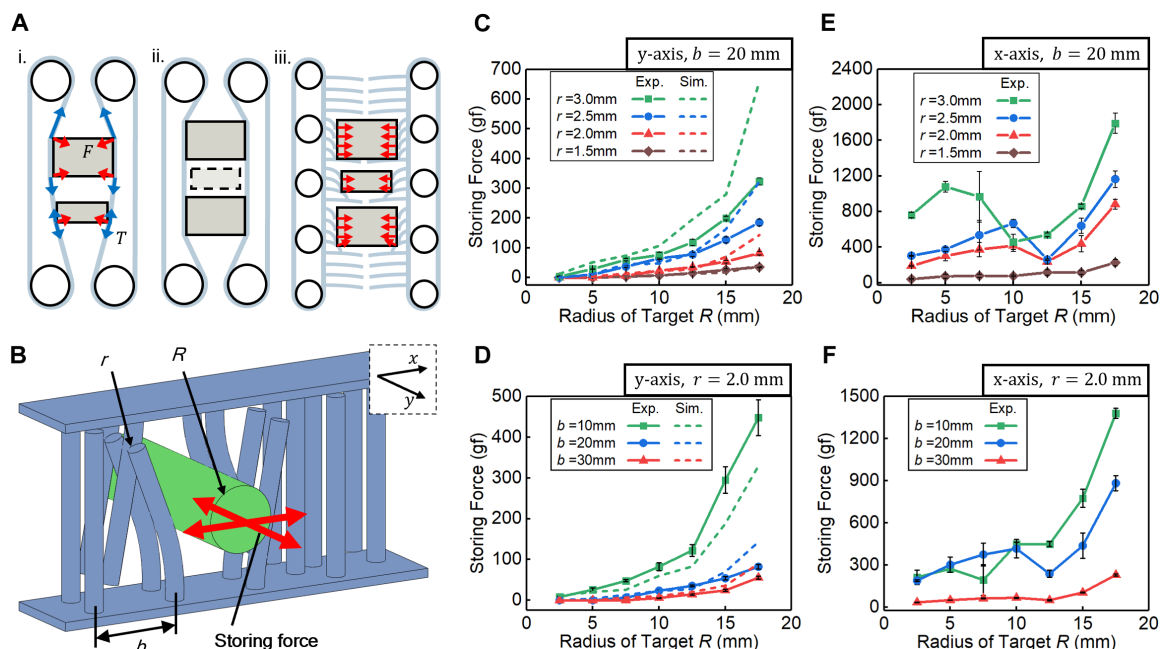 A
i.
ii.
iii.
F
T
B
r
R
x
y
b
Storing force
C
y-axis, b = 20 mm
Storing Force (gf)
700
600
500
400
300
200
100
0
Exp. Sim.
r=3.0mm
r=2.5mm
r=2.0mm
r=1.5mm
0 5 10 15 20
Radius of Target R (mm)
D
y-axis, r = 2.0 mm
Storing Force (gf)
500
400
300
200
100
0
Exp. Sim.
b=10mm
b=20mm
b=30mm
0 5 10 15 20
Radius of Target R (mm)
E
x-axis, b = 20 mm
Storing Force (gf)
2400
2000
1600
1200
800
400
0
Exp.
r=3.0mm
r=2.5mm
r=2.0mm
r=1.5mm
0 5 10 15 20
Radius of Target R (mm)
F
x-axis, r = 2.0 mm
Storing Force (gf)
1500
1200
900
600
300
0
Exp.
b=10mm
b=20mm
b=30mm
0 5 10 15 20
Radius of Target R (mm)